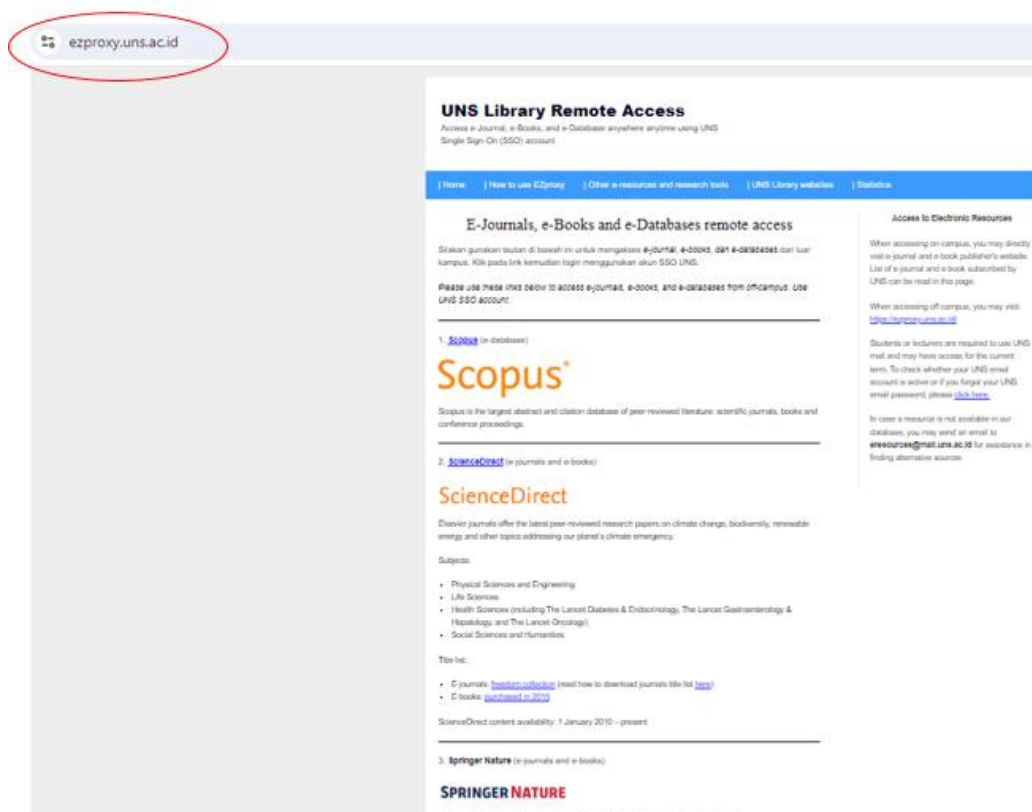 ezproxy.uns.ac.id
UNS Library Remote Access
Access e-Journal, e-Books, and e-Database anywhere anytime using UNS
Single Sign-On (SSO) account
| Home | How to use EZproxy | Other e-resources and research tools | UNS Library websites | Statistics
E-Journals, e-Books and e-Databases remote access
Silakan gunakan tautan di bawah ini untuk mengakses e-journal, e-books, dan e-databases dari luar
kampus. Klik pada link kemudian login menggunakan akun SSO UNS.
Please use these links below to access e-journals, e-books, and e-databases from offcampus. Use
UNS SSO account.
1. Scopus (e-database)
Scopus®
Scopus is the largest abstract and citation database of peer-reviewed literature: scientific journals, books and
conference proceedings.
2. ScienceDirect (e-journals and e-books)
ScienceDirect
Elsevier journals offer the latest peer-reviewed research papers on climate change, biodiversity, renewable
energy and other topics addressing our planet's climate emergency.
Subjects:
• Physical Sciences and Engineering
• Life Sciences
• Health Sciences (including The Lancet Diabetes & Endocrinology, The Lancet Gastroenterology &
Hepatology, and The Lancet Oncology)
• Social Sciences and Humanities
Title list:
• E-journals: freedom collection (read how to download journals title list here)
• E-books: purchased in 2015
ScienceDirect content availability: 1 January 2010 – present
3. Springer Nature (e-journals and e-books)
SPRINGER NATURE
Access to Electronic Resources
When accessing on campus, you may directly
visit e-journal and e-book publisher's website.
List of e-journal and e-book subscribed by
UNS can be read in this page.
When accessing off campus, you may visit
https://ezproxy.uns.ac.id/
Students or lecturers are required to use UNS
mail and may have access for the current
term. To check whether your UNS email
account is active or if you forgot your UNS
email password, please click here.
In case a resource is not available in our
database, you may send an email to
eresources@mail.uns.ac.id for assistance in
finding alternative sources.